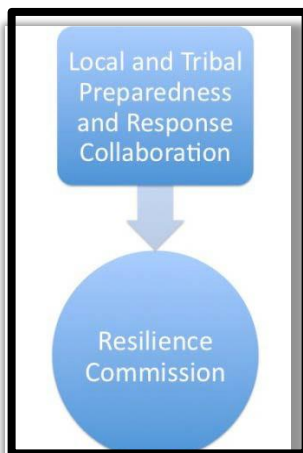 Local and Tribal
Preparedness
and Response
Collaboration
Resilience
Commission